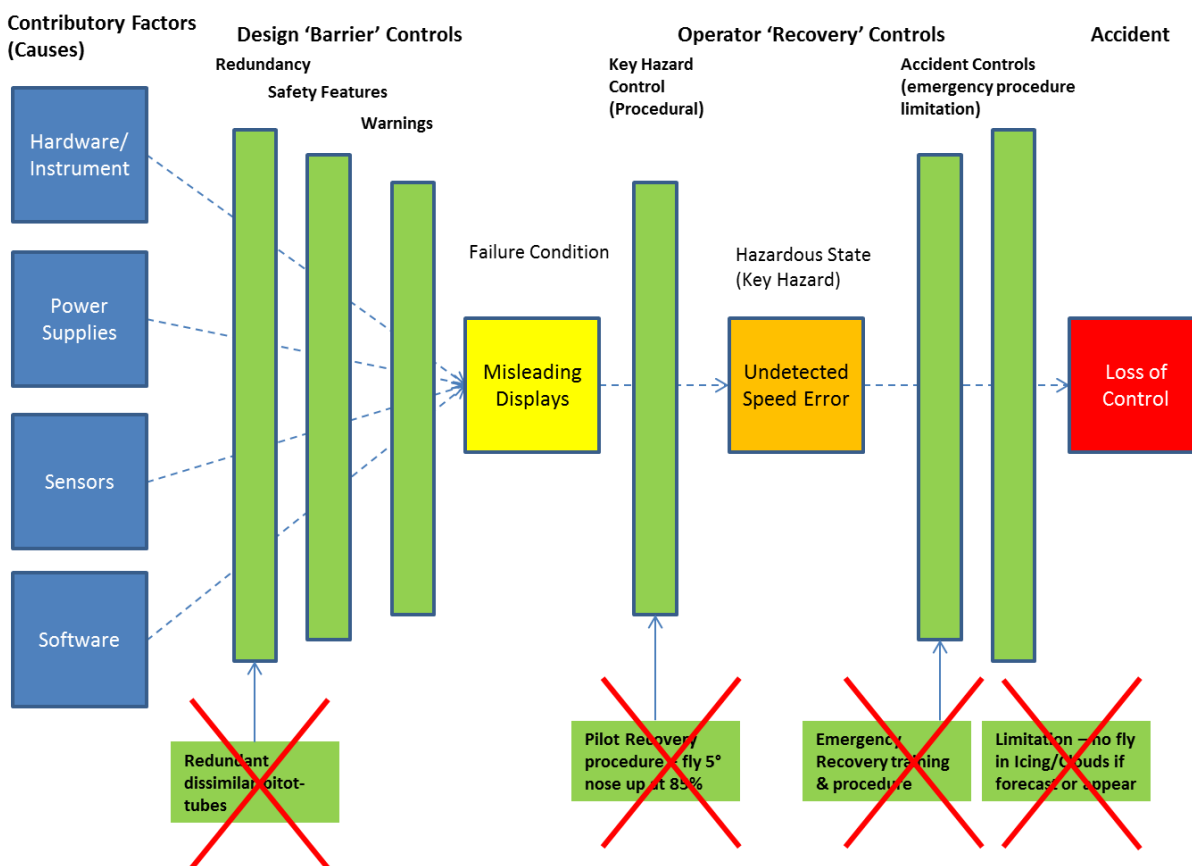 Contributory Factors
(Causes)
Design ‘Barrier’ Controls
Operator ‘Recovery’ Controls
Accident
Redundancy
Safety Features
Warnings
Key Hazard
Control
(Procedural)
Accident Controls
(emergency procedure
limitation)
Hardware/
Instrument
Power
Supplies
Sensors
Software
Failure Condition
Misleading
Displays
Hazardous State
(Key Hazard)
Undetected
Speed Error
Loss of
Control
Redundant
dissimilar pitot-
tubes
Pilot Recovery
procedure – fly 5°
nose up at 85%
Emergency
Recovery training
& procedure
Limitation – no fly
in Icing/Clouds if
forecast or appear